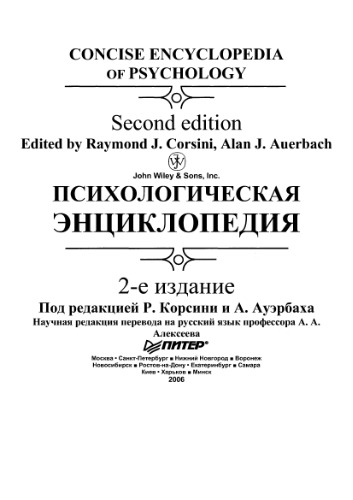 CONCISE ENCYCLOPEDIA
OF PSYCHOLOGY
Second edition
Edited by Raymond J. Corsini, Alan J. Auerbach
John Wiley & Sons, Inc.
ПСИХОЛОГИЧЕСКАЯ
ЭНЦИКЛОПЕДИЯ
2-е издание
Под редакцией Р. Корсини и А. Ауэрбаха
Научная редакция перевода на русский язык профессора А. А.
Алексеева
ПИТЕР®
Москва • Санкт-Петербург ■ Нижний Новгород • Воронеж
Новосибирск ■ Ростов-на-Дону • Екатеринбург • Самара
Киев • Харьков ■ Минск
2006